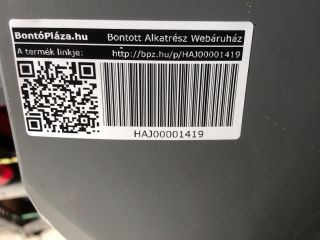 BontóPláza.hu Bontott Alkatrész Webáruház
A termék linkje: http://bpz.hu/p/HAJ00001419
HAJ00001419